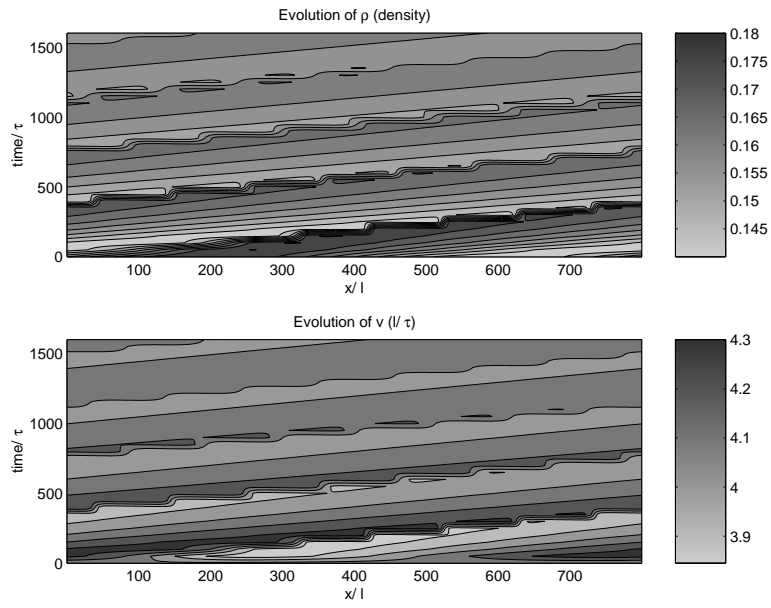 Evolution of ρ (density)
1500
1000
500
0
time/ τ
100 200 300 400 500 600 700
x/ l
0.18
0.175
0.17
0.165
0.16
0.155
0.15
0.145
Evolution of v (l/ τ)
1500
1000
500
0
time/ τ
100 200 300 400 500 600 700
x/ l
4.3
4.2
4.1
4
3.9